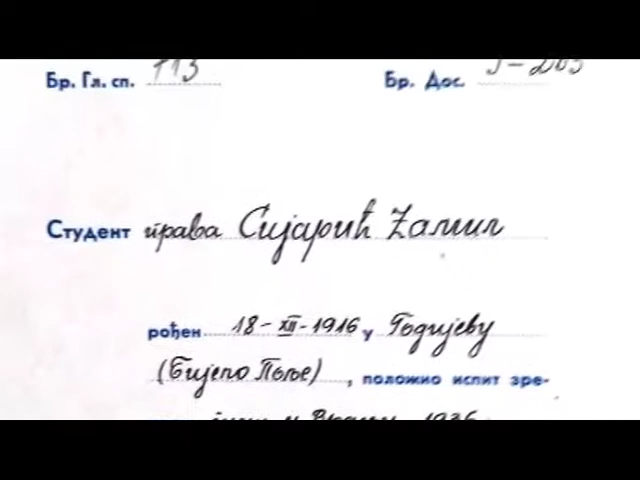 Бр. Гл. сп. 113
Бр. Дос.
Студент права Сијарић Ћамил
рођен 18-XII-1916 у Годијеву
(Бијело Поље), положио испит зре-
1936